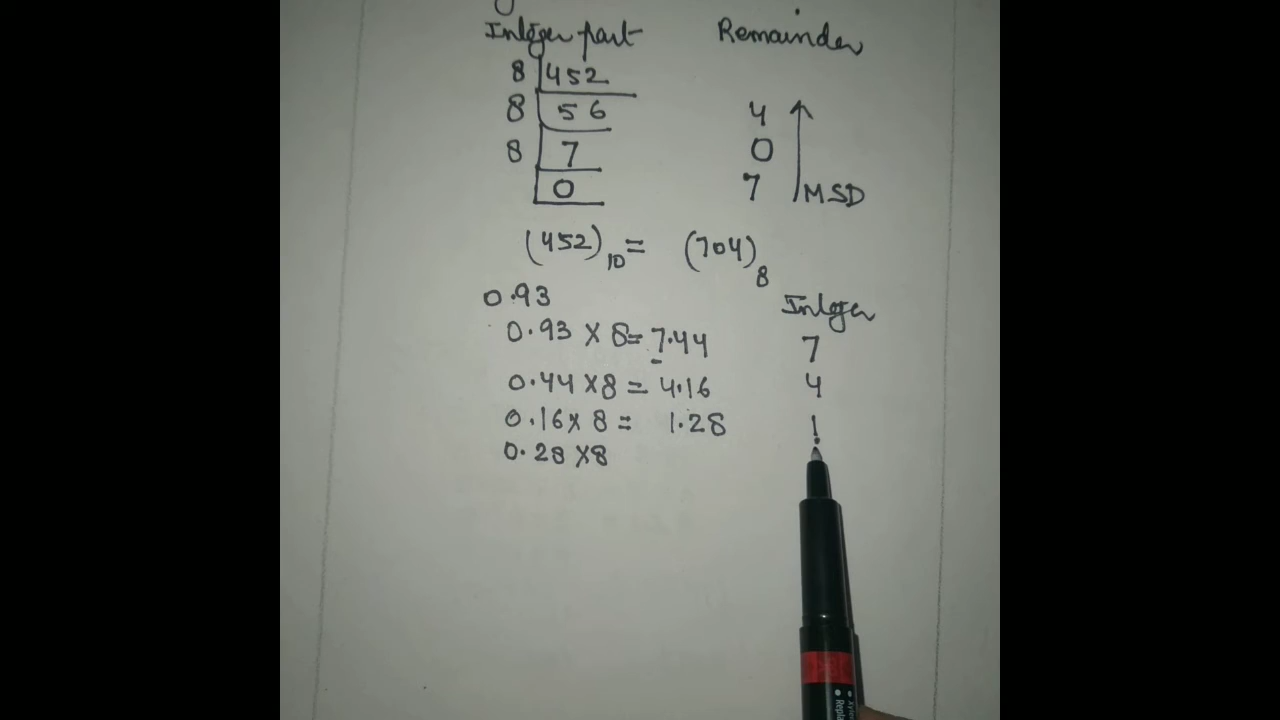 Integer part Remainder
8 452
8 56 4
8 7 0
0 7 MSD
(452)10 = (704)8
0.93 Integer
0.93 X 8 = 7.44 7
0.44 X 8 = 4.16 4
0.16 X 8 = 1.28 1
0.28 X 8